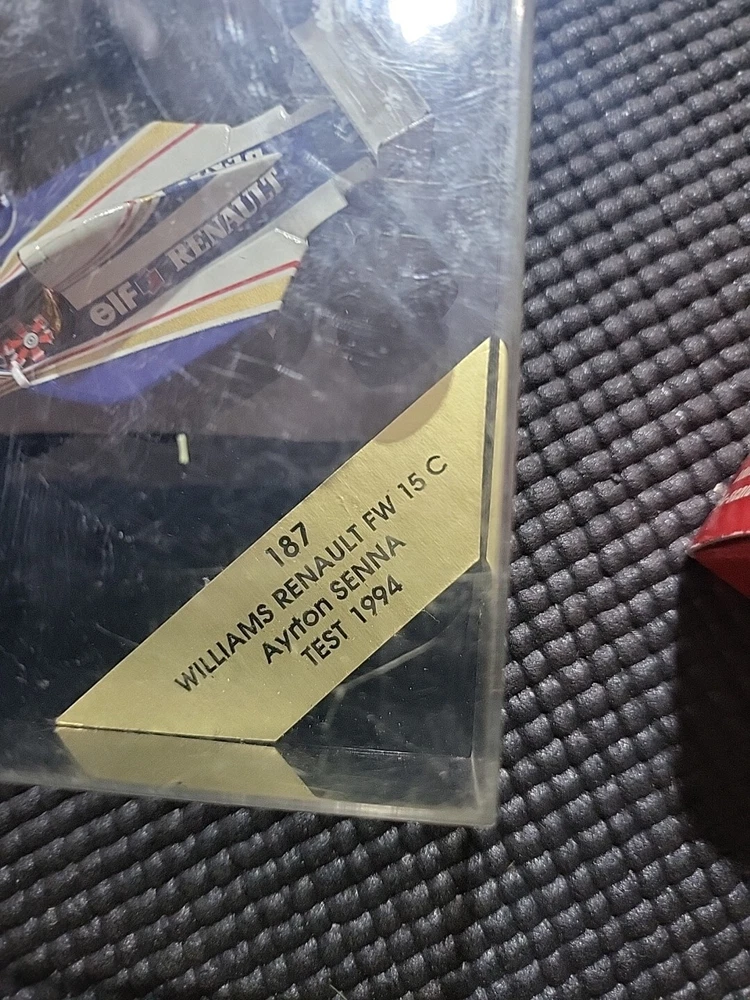 elf RENAULT
187
WILLIAMS RENAULT FW 15 C
Ayrton SENNA
TEST 1994